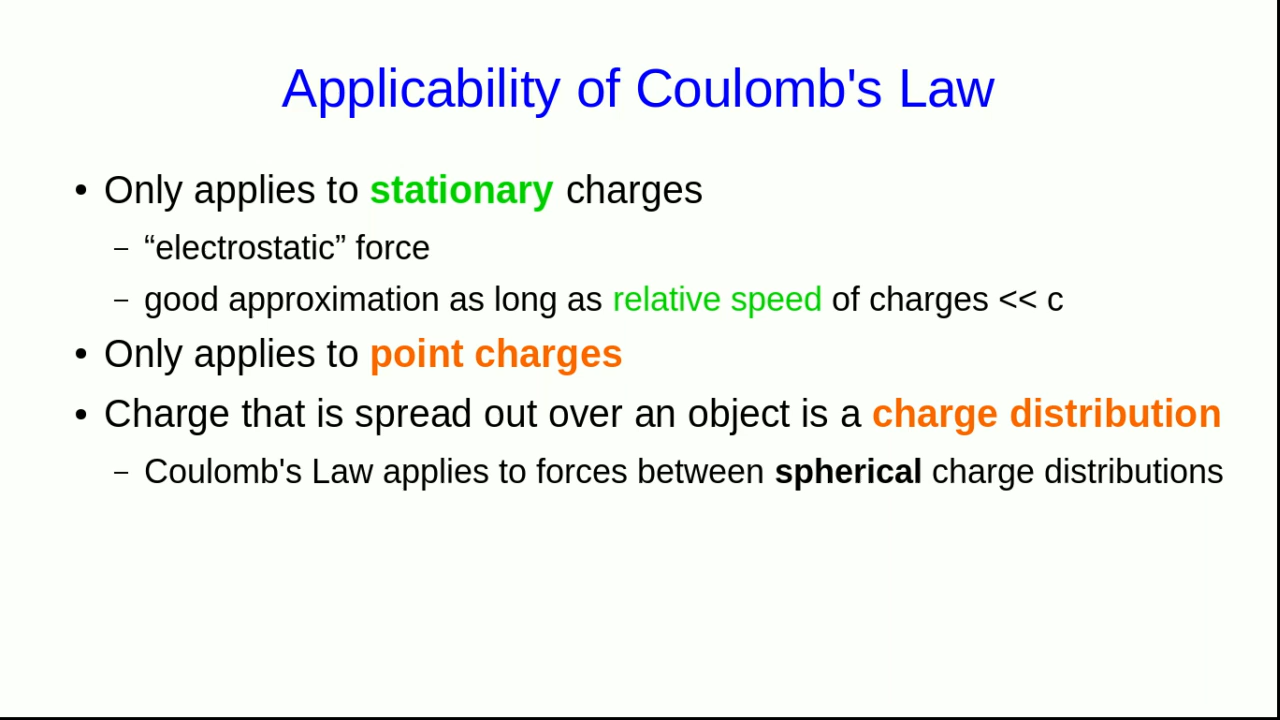 Applicability of Coulomb's Law
• Only applies to stationary charges
– “electrostatic” force
– good approximation as long as relative speed of charges << c
• Only applies to point charges
• Charge that is spread out over an object is a charge distribution
– Coulomb's Law applies to forces between spherical charge distributions